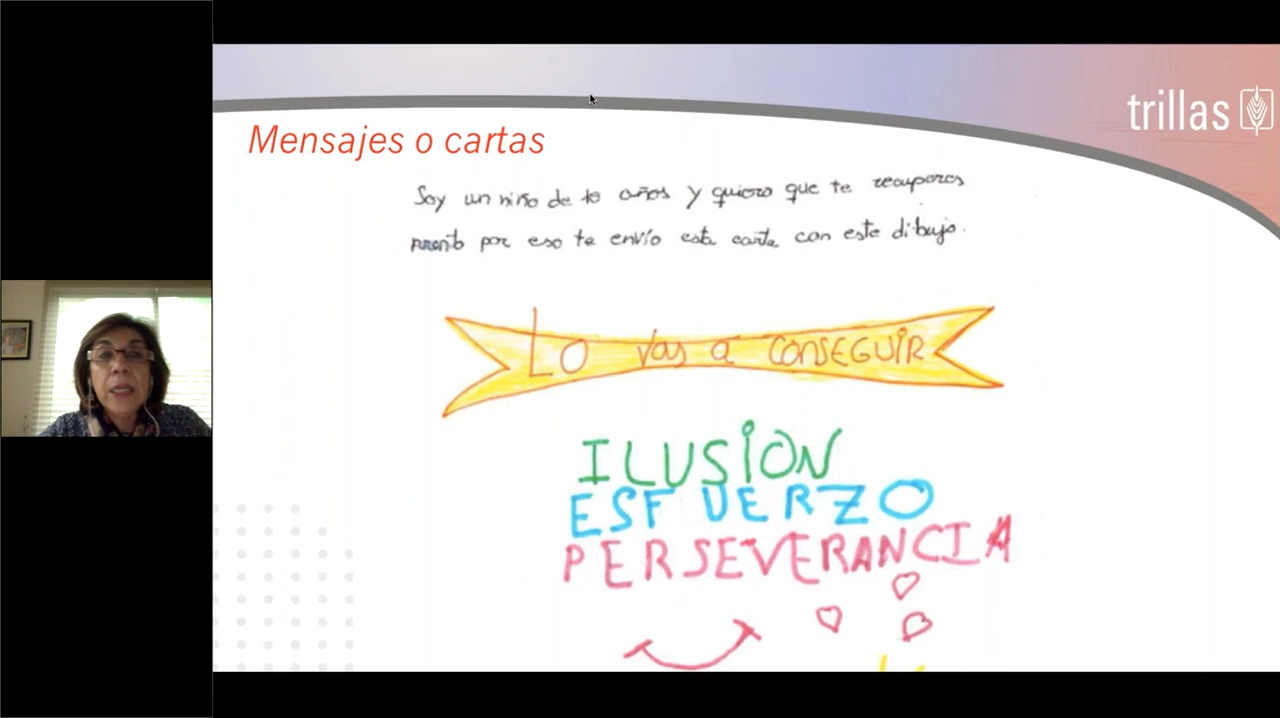 trillas
Mensajes o cartas
Soy un niño de 10 años y quiero que te recuperes
pronto por eso te envío esta carta con este dibujo.
Lo vas a CONSEGUIR
ILUSIÓN
ESFUERZO
PERSEVERANCIA